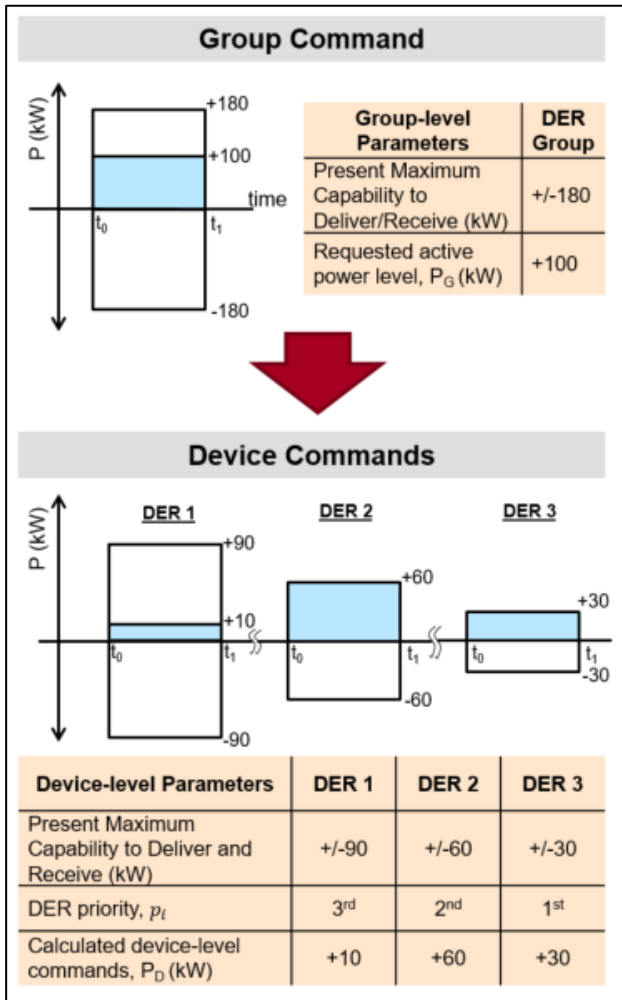 Group Command
P (kW)
+180
+100
time
t0
t1
-180
Group-level Parameters
DER Group
Present Maximum Capability to Deliver/Receive (kW)
+/-180
Requested active power level, PG (kW)
+100
Device Commands
P (kW)
DER 1
+90
+10
t0
t1
-90
DER 2
+60
t0
t1
-60
DER 3
+30
t0
t1
-30
Device-level Parameters
DER 1
DER 2
DER 3
Present Maximum
Capability to Deliver and
Receive (kW)
+/-90
+/-60
+/-30
DER priority, pi
3rd
2nd
1st
Calculated device-level
commands, PD (kW)
+10
+60
+30